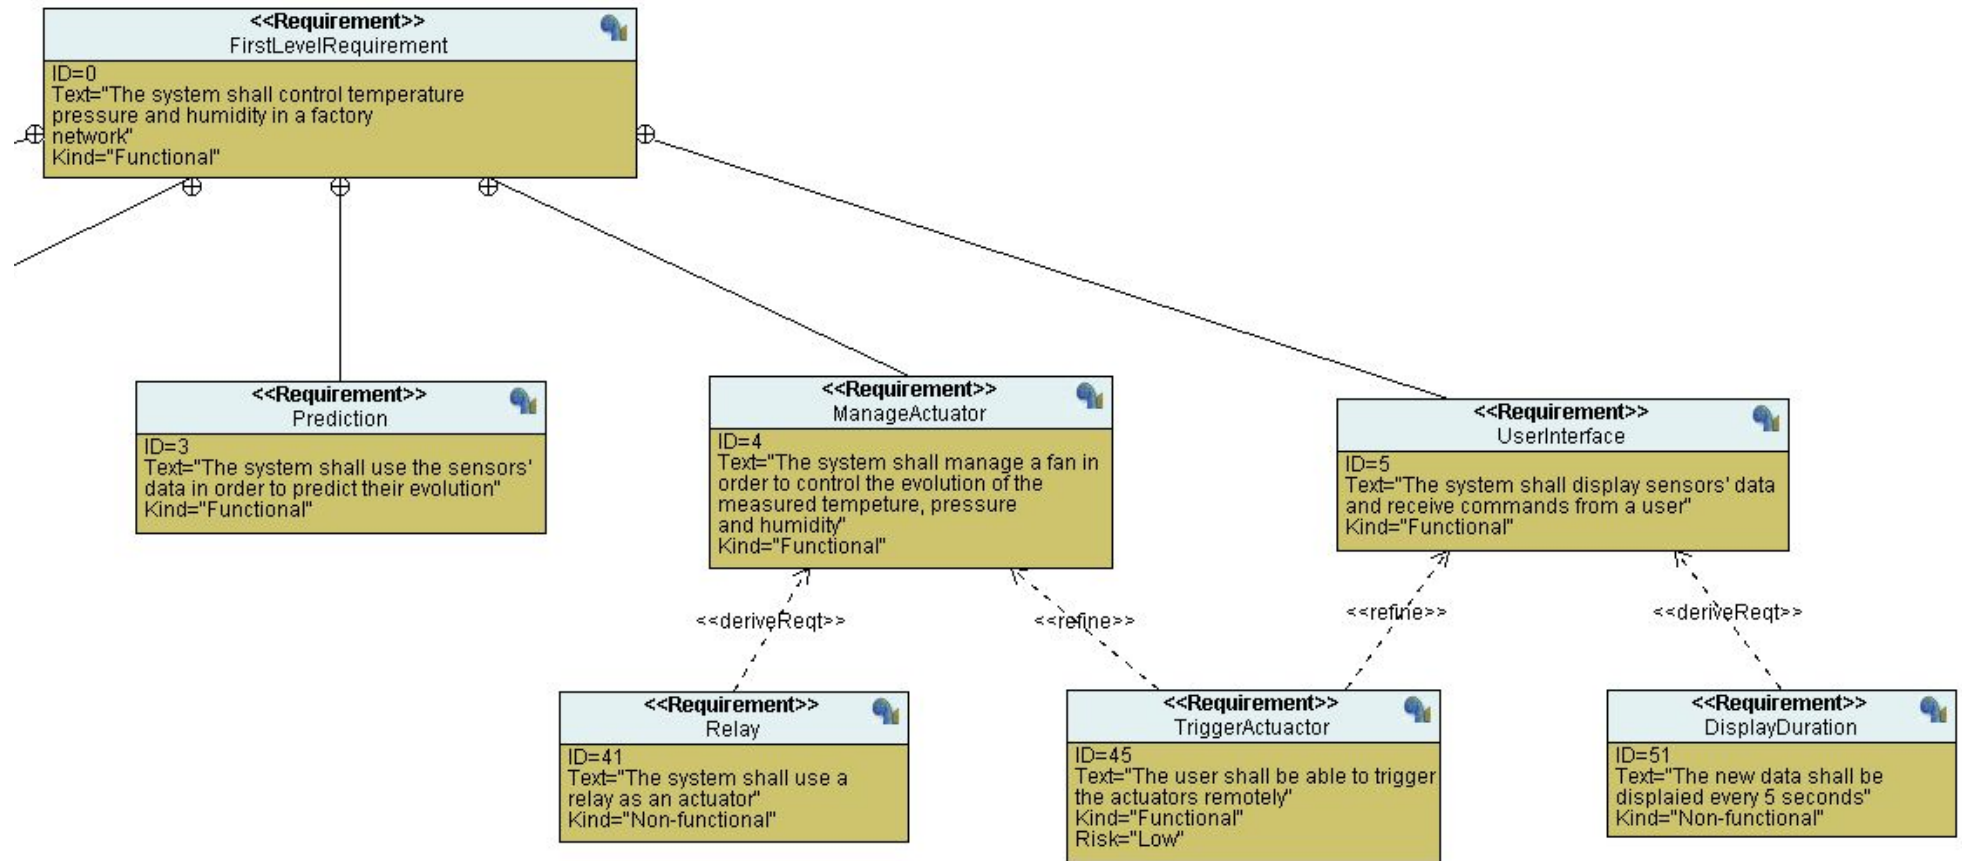 <<Requirement>>
FirstLevelRequirement
ID=0
Text="The system shall control temperature
pressure and humidity in a factory
network"
Kind="Functional"
<<Requirement>>
Prediction
ID=3
Text="The system shall use the sensors'
data in order to predict their evolution"
Kind="Functional"
<<Requirement>>
ManageActuator
ID=4
Text="The system shall manage a fan in
order to control the evolution of the
measured tempeture, pressure
and humidity"
Kind="Functional"
<<Requirement>>
UserInterface
ID=5
Text="The system shall display sensors' data
and receive commands from a user"
Kind="Functional"
<<deriveReqt>>
<<refine>>
<<refine>>
<<deriveReqt>>
<<Requirement>>
Relay
ID=41
Text="The system shall use a
relay as an actuator"
Kind="Non-functional"
<<Requirement>>
TriggerActuactor
ID=45
Text="The user shall be able to trigger
the actuators remotely"
Kind="Functional"
Risk="Low"
<<Requirement>>
DisplayDuration
ID=51
Text="The new data shall be
displaied every 5 seconds"
Kind="Non-functional"